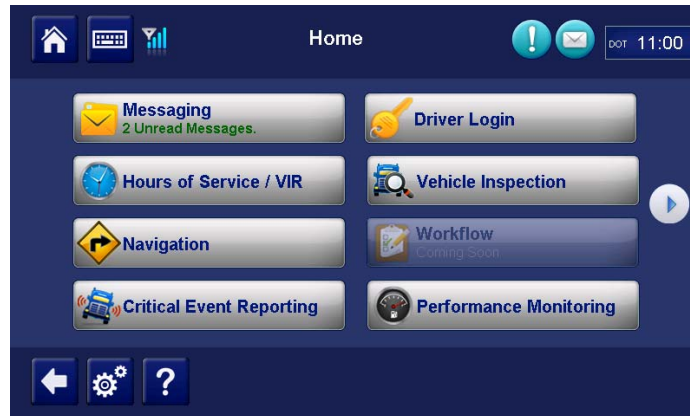 Home
DOT 11:00
Messaging
2 Unread Messages.
Driver Login
Hours of Service / VIR
Vehicle Inspection
Navigation
Workflow
Coming Soon
Critical Event Reporting
Performance Monitoring
?